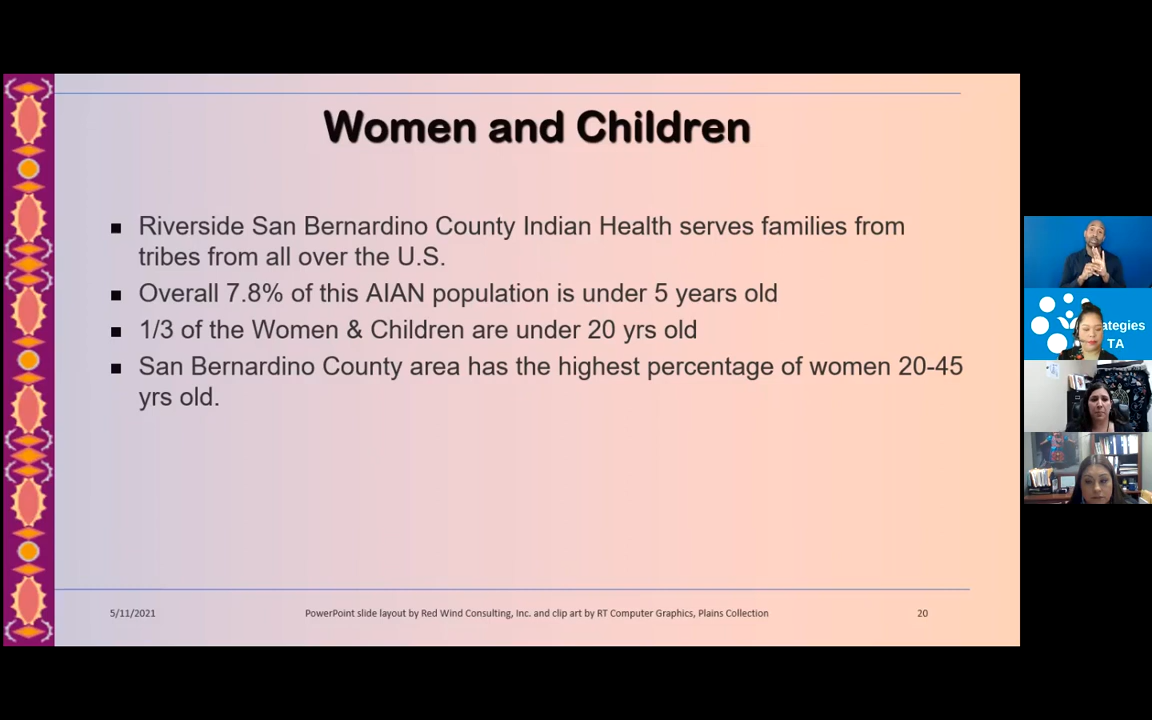 Women and Children
▪ Riverside San Bernardino County Indian Health serves families from
tribes from all over the U.S.
▪ Overall 7.8% of this AIAN population is under 5 years old
▪ 1/3 of the Women & Children are under 20 yrs old
▪ San Bernardino County area has the highest percentage of women 20-45
yrs old.
5/11/2021
PowerPoint slide layout by Red Wind Consulting, Inc. and clip art by RT Computer Graphics, Plains Collection
20
ategies
TA